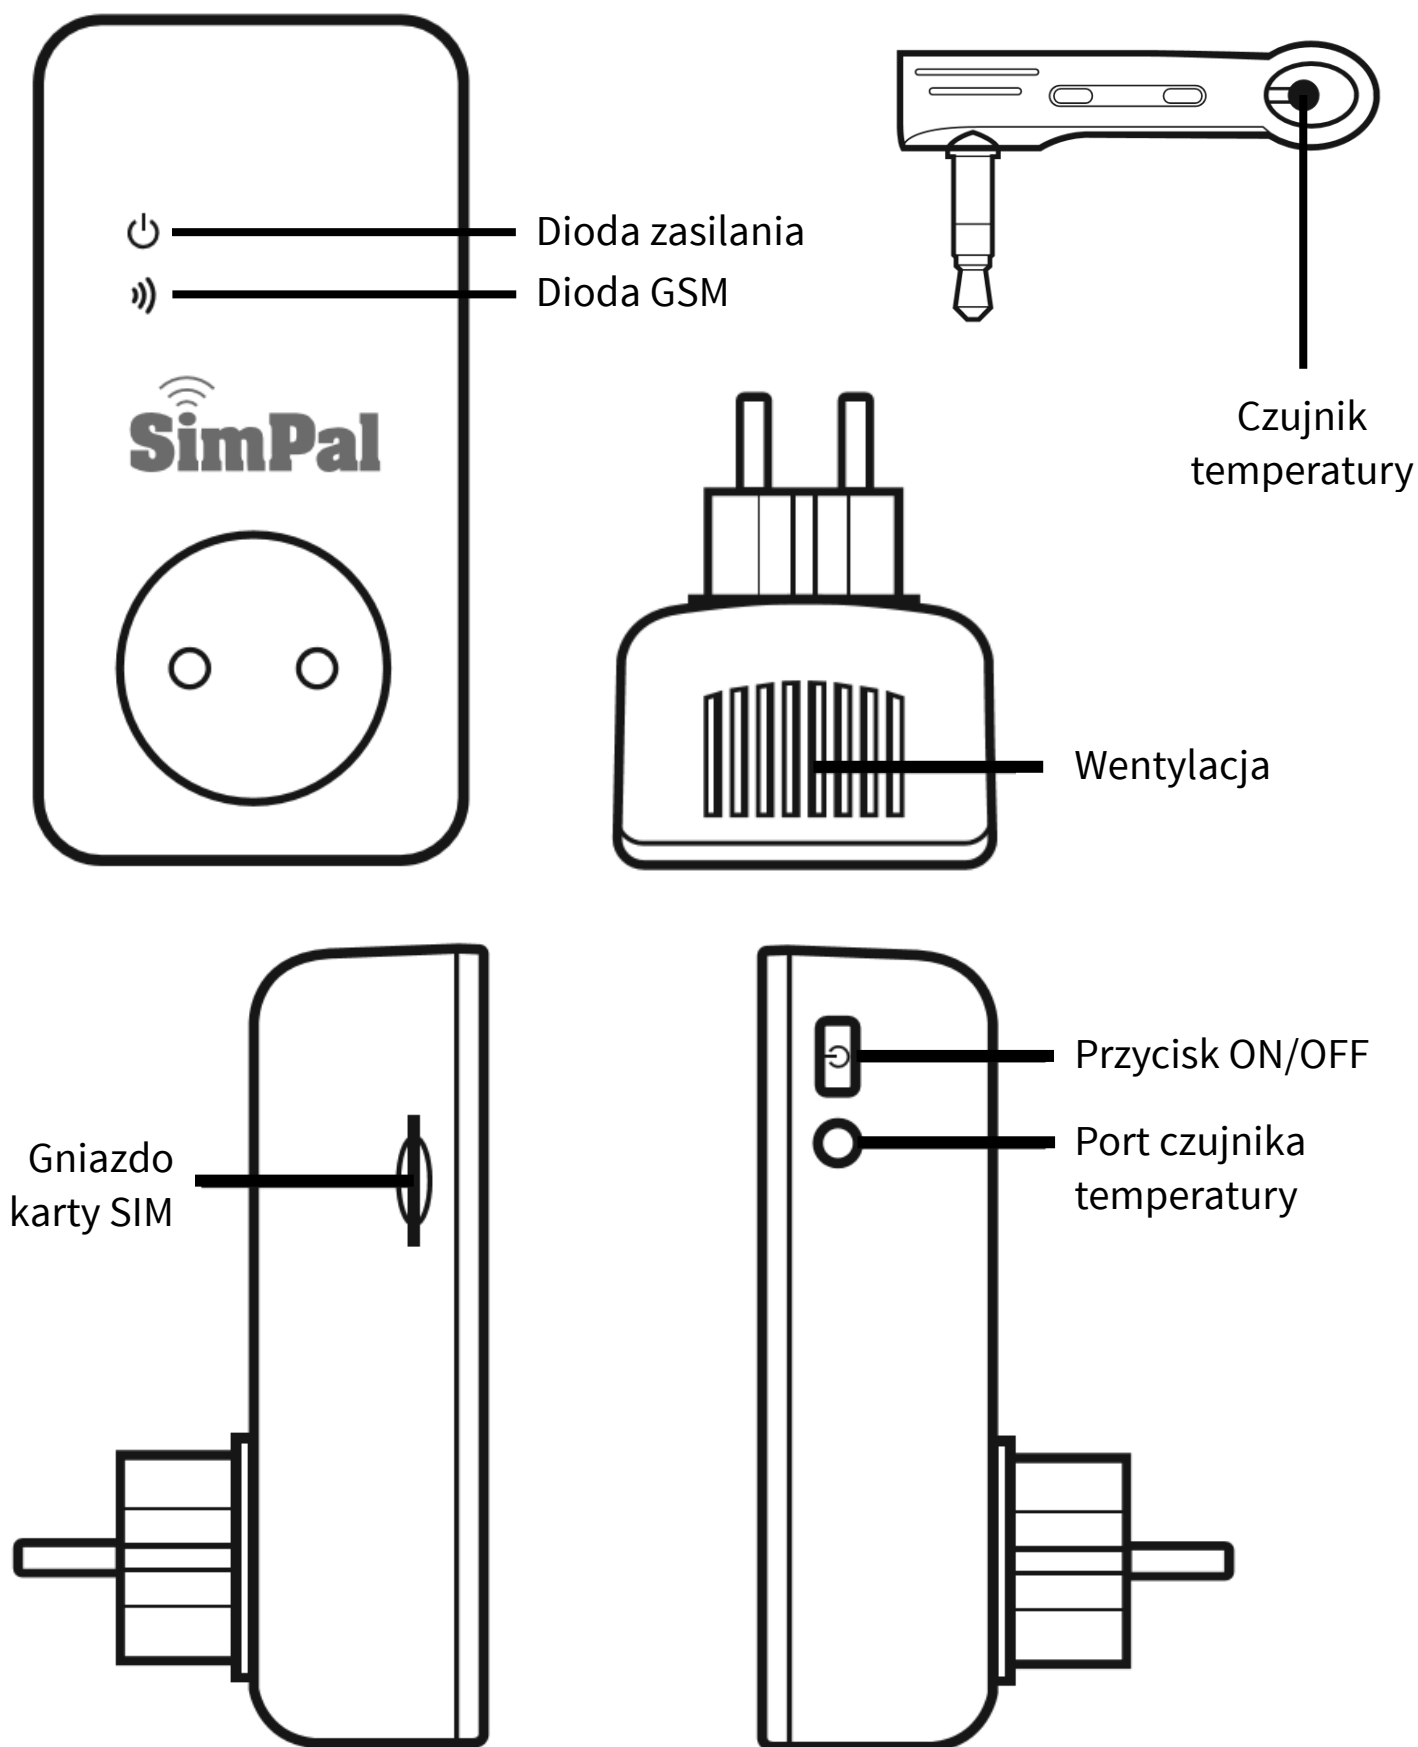 Dioda zasilania
Dioda GSM
SimPal
Czujnik
temperatury
Wentylacja
Gniazdo
karty SIM
Przycisk ON/OFF
Port czujnika
temperatury